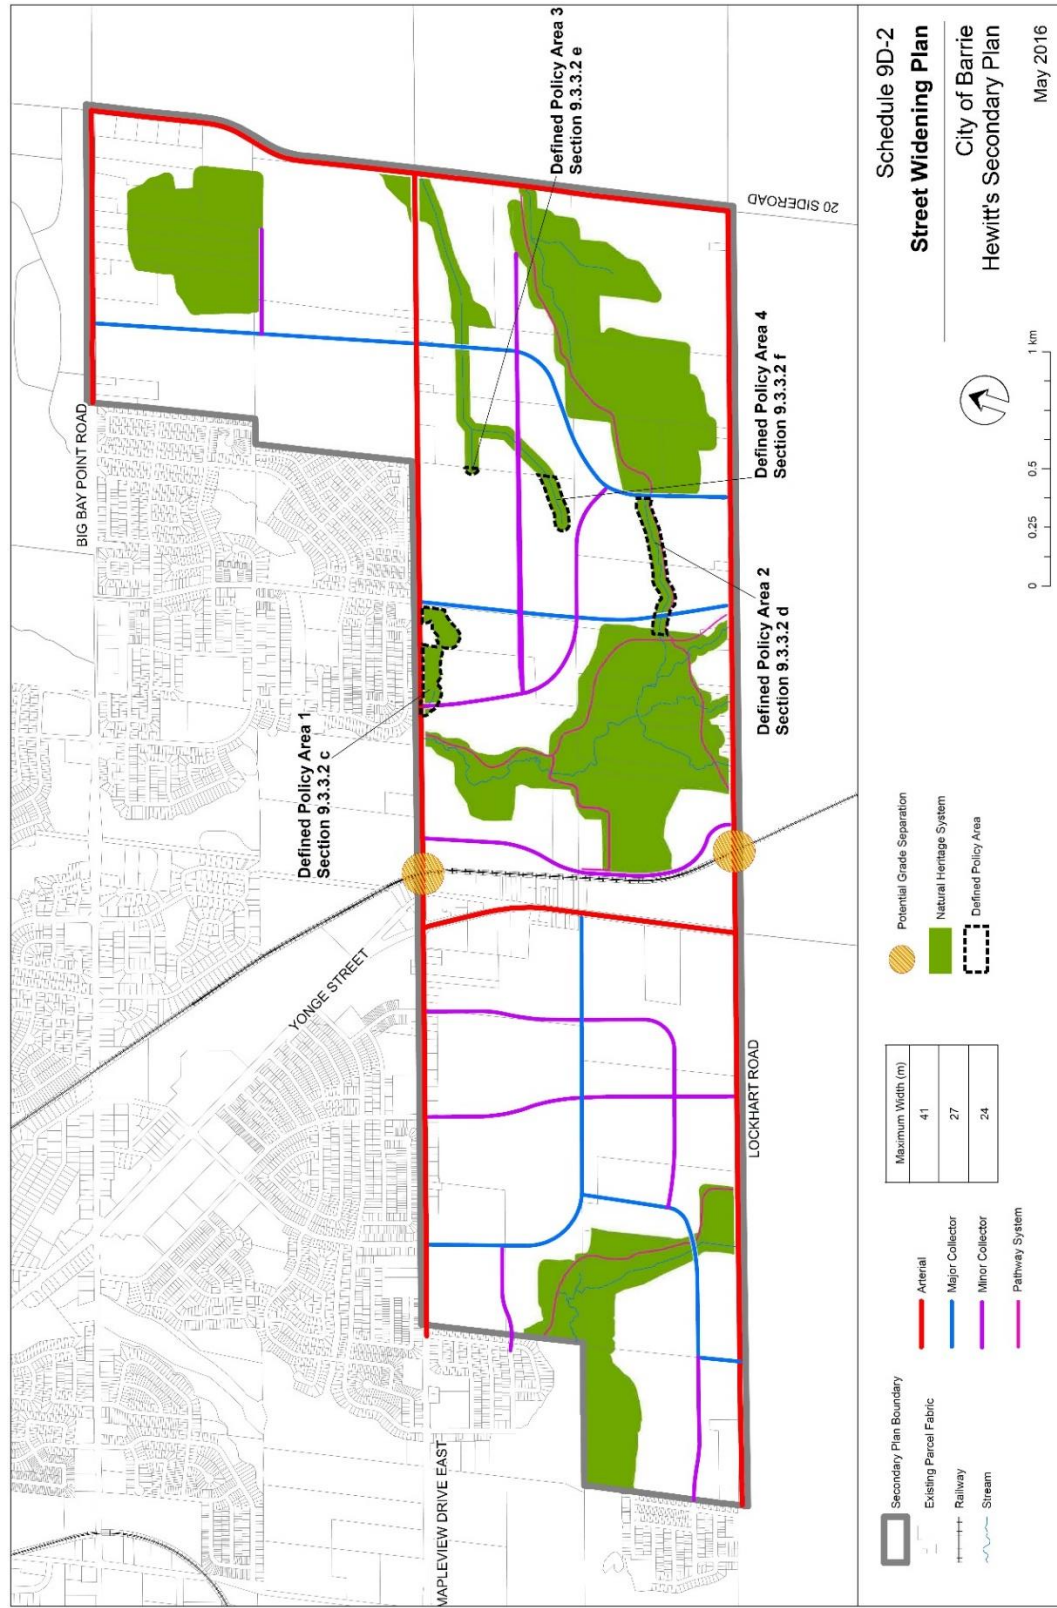 Schedule 9D-2
Street Widening Plan
City of Barrie
Hewitt's Secondary Plan
May 2016
BIG BAY POINT ROAD
Defined Policy Area 3
Section 9.3.3.2 e
20 SIDEROAD
Defined Policy Area 4
Section 9.3.3.2 f
Defined Policy Area 2
Section 9.3.3.2 d
Defined Policy Area 1
Section 9.3.3.2 c
YONGE STREET
LOCKHART ROAD
MAPLEVIEW DRIVE EAST
Secondary Plan Boundary
Existing Parcel Fabric
Railway
Stream
Arterial
Major Collector
Minor Collector
Pathway System
Maximum Width (m)
41
27
24
Potential Grade Separation
Natural Heritage System
Defined Policy Area
0 0.25 0.5 1 km